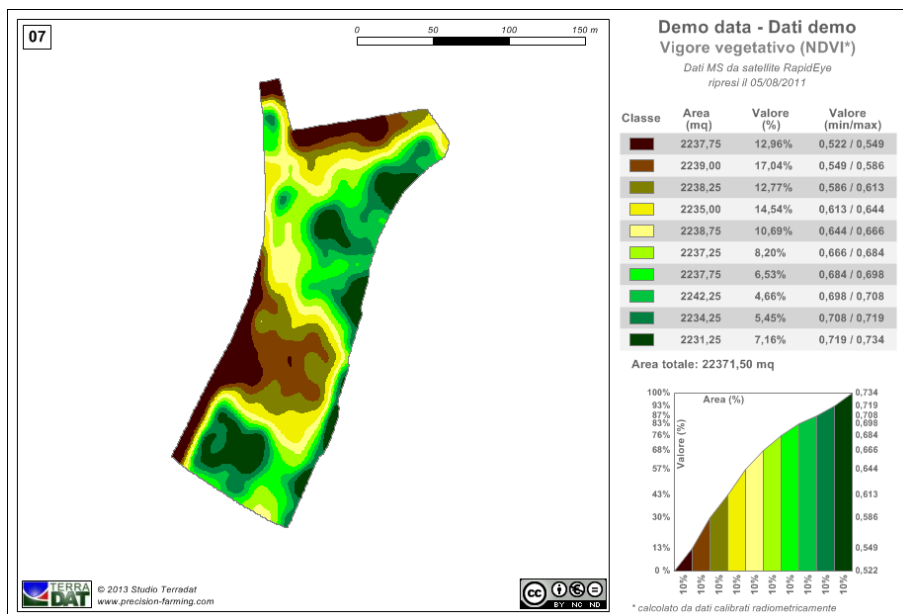 07
0 50 100 150 m
Demo data - Dati demo
Vigore vegetativo (NDVI*)
Dati MS da satellite RapidEye
ripresi il 05/08/2011
Classe Area (mq) Valore (%) Valore (min/max)
2237,75 12,96% 0,522 / 0,549
2239,00 17,04% 0,549 / 0,586
2238,25 12,77% 0,586 / 0,613
2235,00 14,54% 0,613 / 0,644
2238,75 10,69% 0,644 / 0,666
2237,25 8,20% 0,666 / 0,684
2237,75 6,53% 0,684 / 0,698
2242,25 4,66% 0,698 / 0,708
2234,25 5,45% 0,708 / 0,719
2231,25 7,16% 0,719 / 0,734
Area totale: 22371,50 mq
Area (%)
Valore (%)
100% 0,734
93% 0,719
87% 0,708
83% 0,698
76% 0,684
68% 0,666
57% 0,644
43% 0,613
30% 0,586
13% 0,549
0 % 0,522
10% 10% 10% 10% 10% 10% 10% 10% 10% 10%
* calcolato da dati calibrati radiometricamente
TERRA
DAT
© 2013 Studio Terradat
www.precision-farming.com
cc
BY NC ND